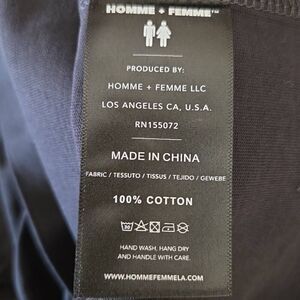 HOMME + FEMME™
PRODUCED BY:
HOMME + FEMME LLC
LOS ANGELES CA, U.S.A.
RN155072
MADE IN CHINA
FABRIC / TESSUTO / TISSUS / TEJIDO / GEWEBE
100% COTTON
HAND WASH, HANG DRY
AND HANDLE WITH CARE.
WWW.HOMMEFEMMELA.COM